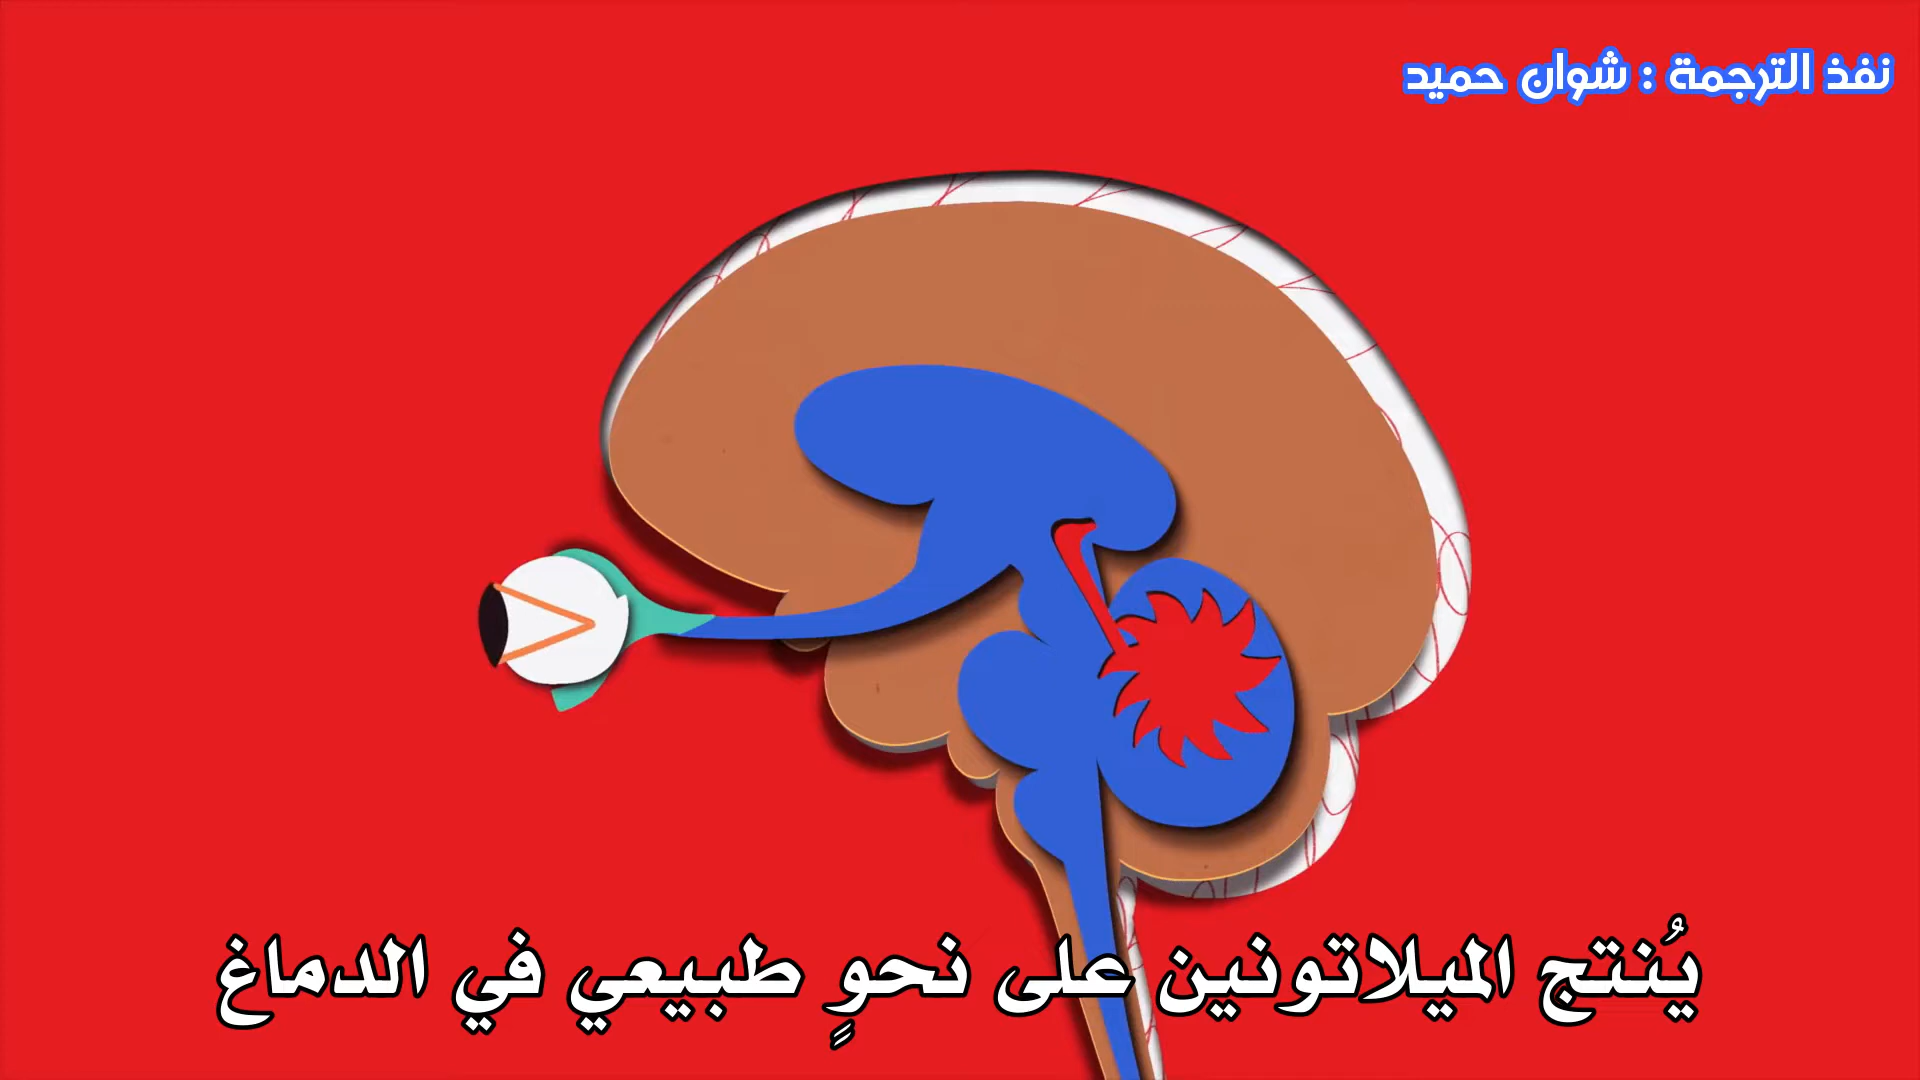 نفذ الترجمة : شوان حميد
يُنتج الميلاتونين على نحوٍ طبيعي في الدماغ